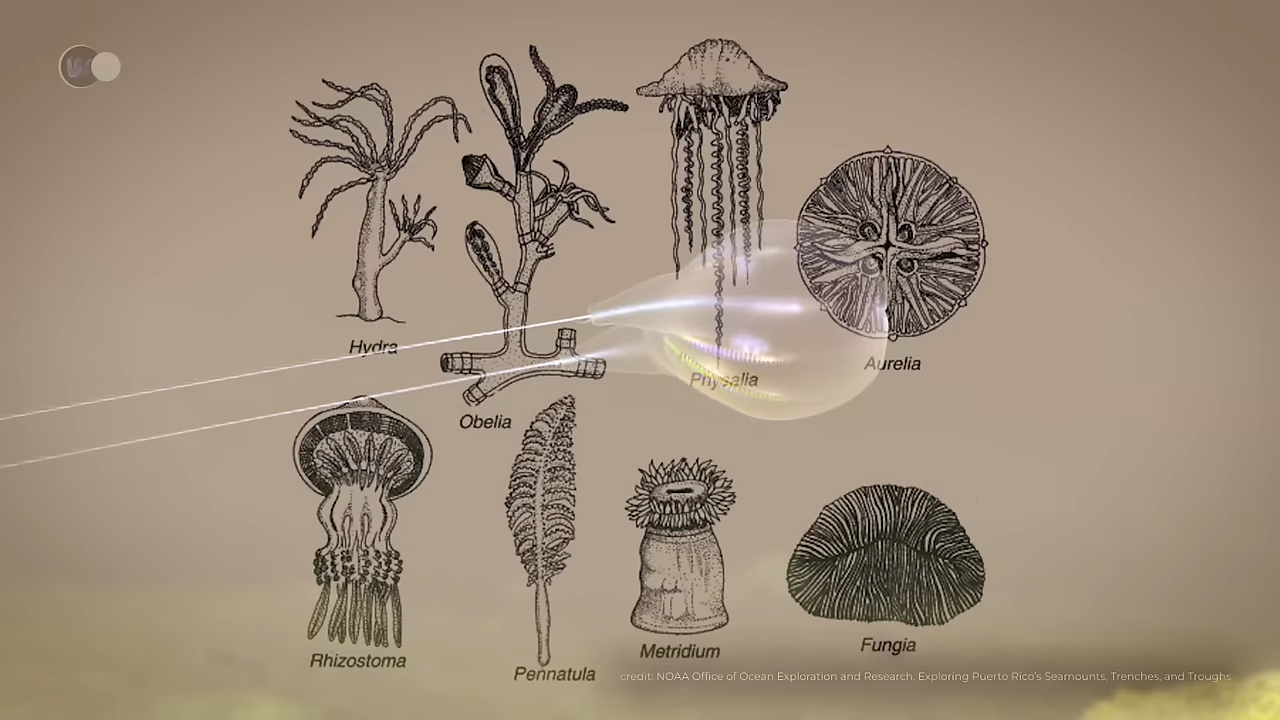 Hydra
Obelia
Physalia
Aurelia
Rhizostoma
Pennatula
Metridium
Fungia
credit: NOAA Office of Ocean Exploration and Research, Exploring Puerto Rico's Seamounts, Trenches, and Troughs